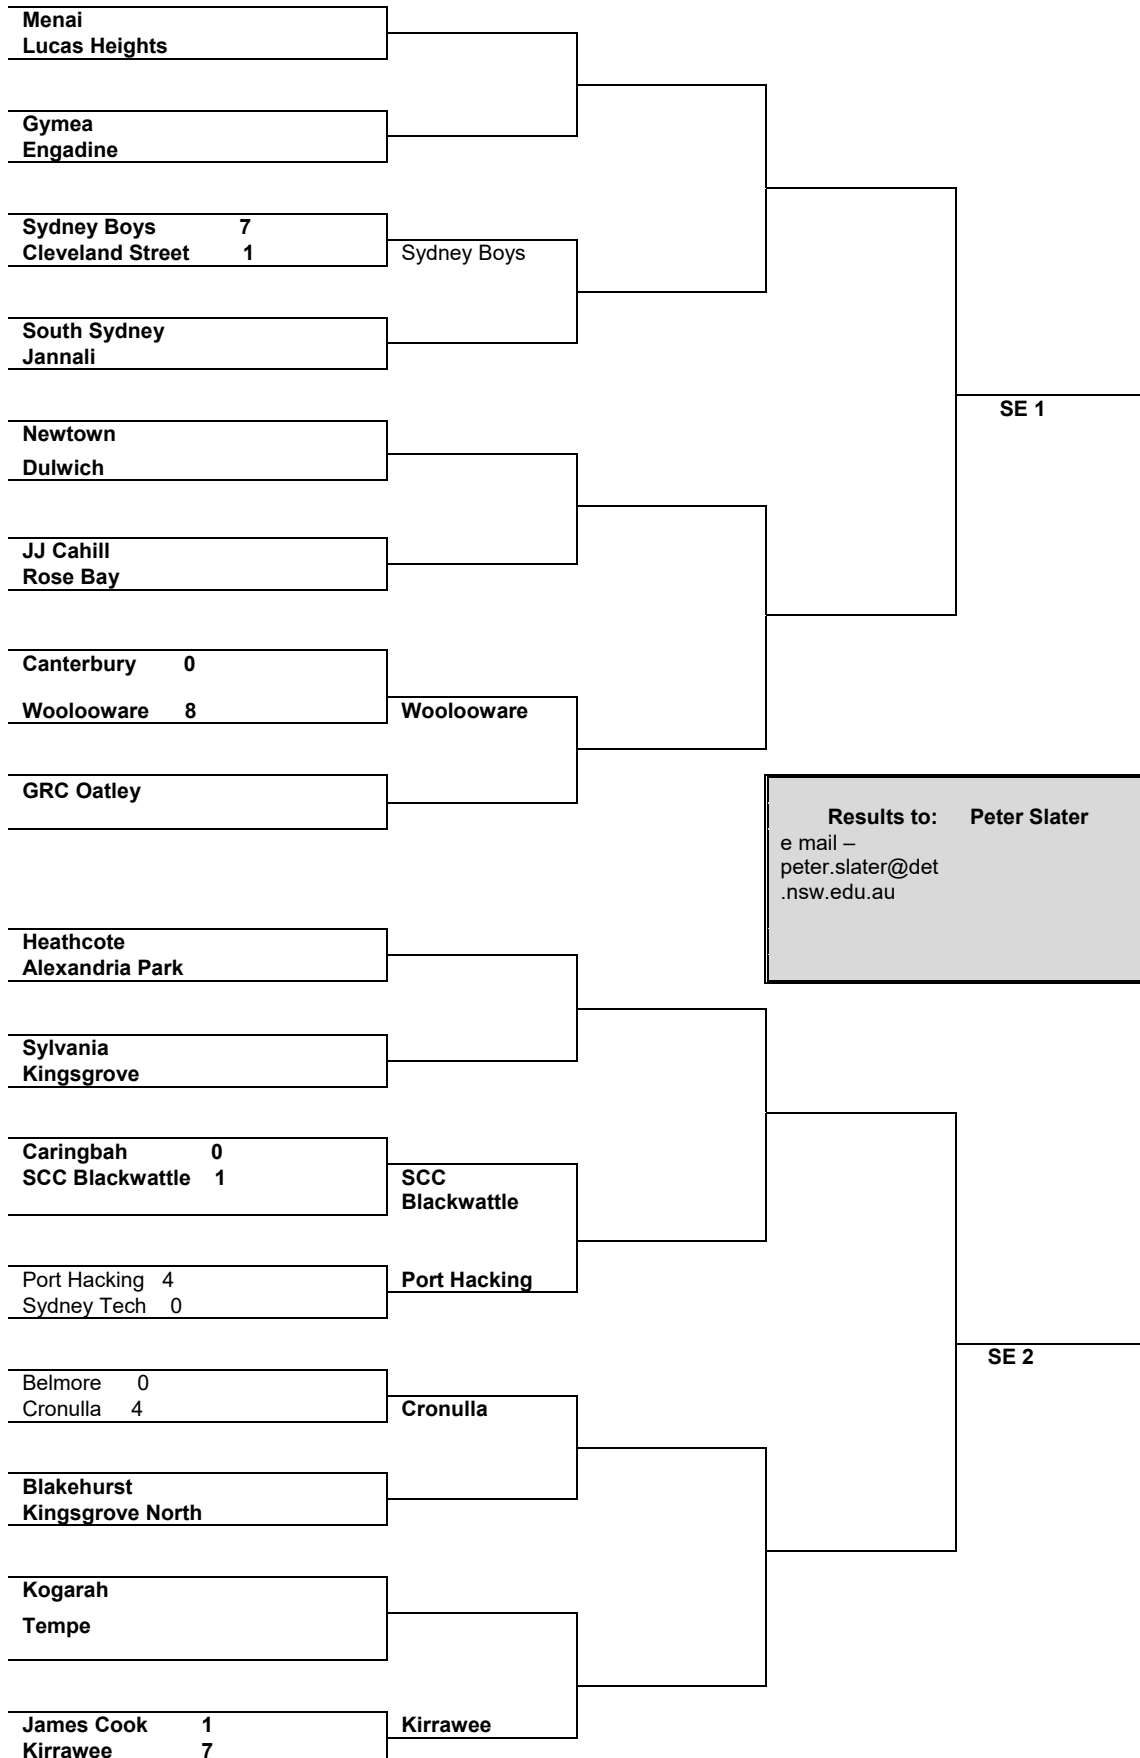 Menai
Lucas Heights
Gymea
Engadine
Sydney Boys 7
Cleveland Street 1 Sydney Boys
South Sydney
Jannali
SE 1
Newtown
Dulwich
JJ Cahill
Rose Bay
Canterbury 0
Woolooware 8 Woolooware
GRC Oatley
Results to: Peter Slater
e mail –
peter.slater@det
.nsw.edu.au
Heathcote
Alexandria Park
Sylvania
Kingsgrove
Caringbah 0
SCC Blackwattle 1 SCC
Blackwattle
Port Hacking 4 Port Hacking
Sydney Tech 0
SE 2
Belmore 0
Cronulla 4 Cronulla
Blakehurst
Kingsgrove North
Kogarah
Tempe
James Cook 1 Kirrawee
Kirrawee 7